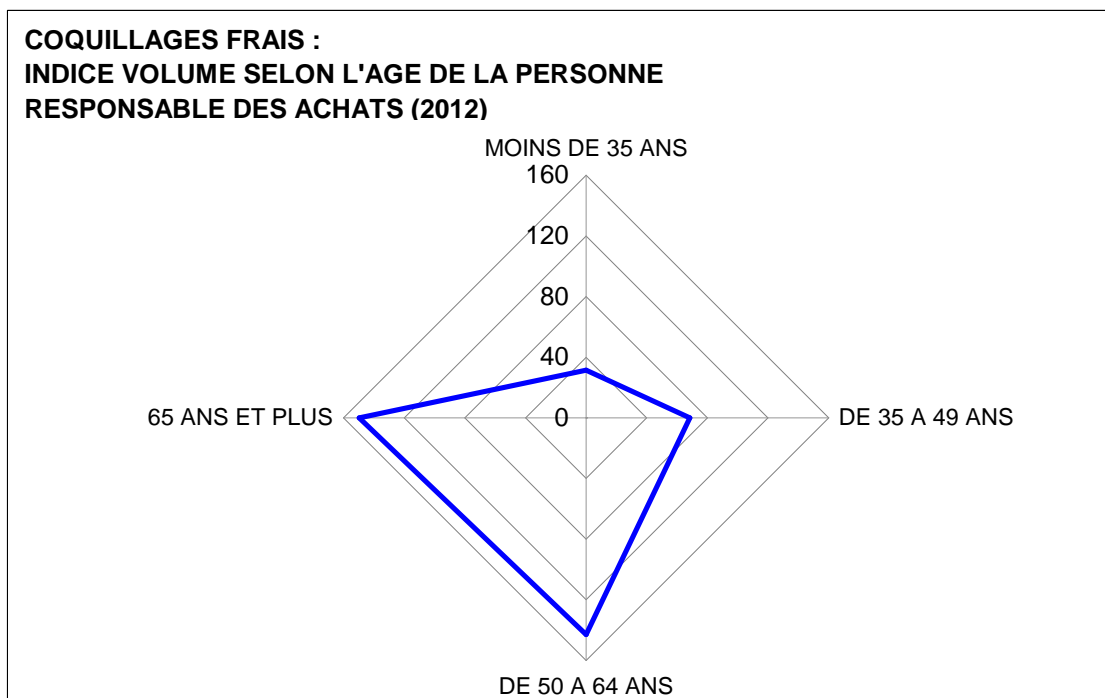 COQUILLAGES FRAIS :
INDICE VOLUME SELON L'AGE DE LA PERSONNE
RESPONSABLE DES ACHATS (2012)
MOINS DE 35 ANS
160
120
80
40
0
65 ANS ET PLUS
DE 35 A 49 ANS
DE 50 A 64 ANS